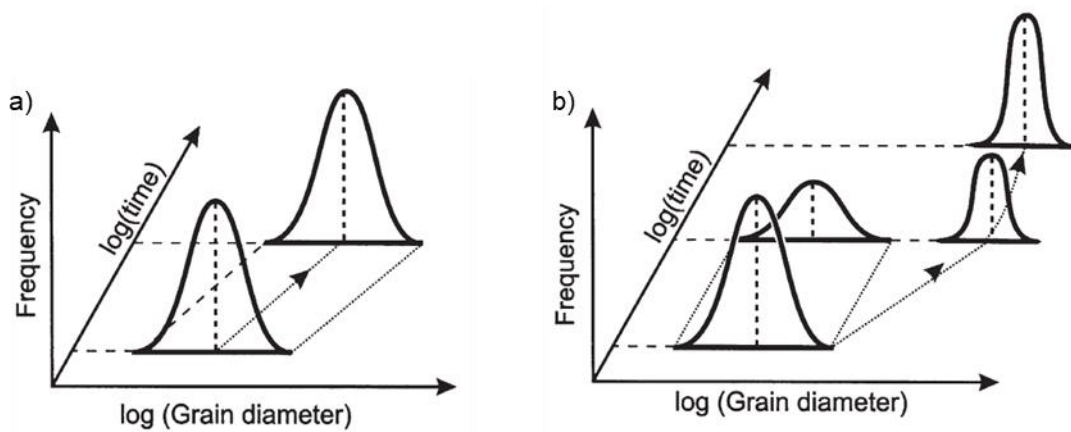 a)
Frequency
log(time)
log (Grain diameter)
b)
Frequency
log(time)
log (Grain diameter)